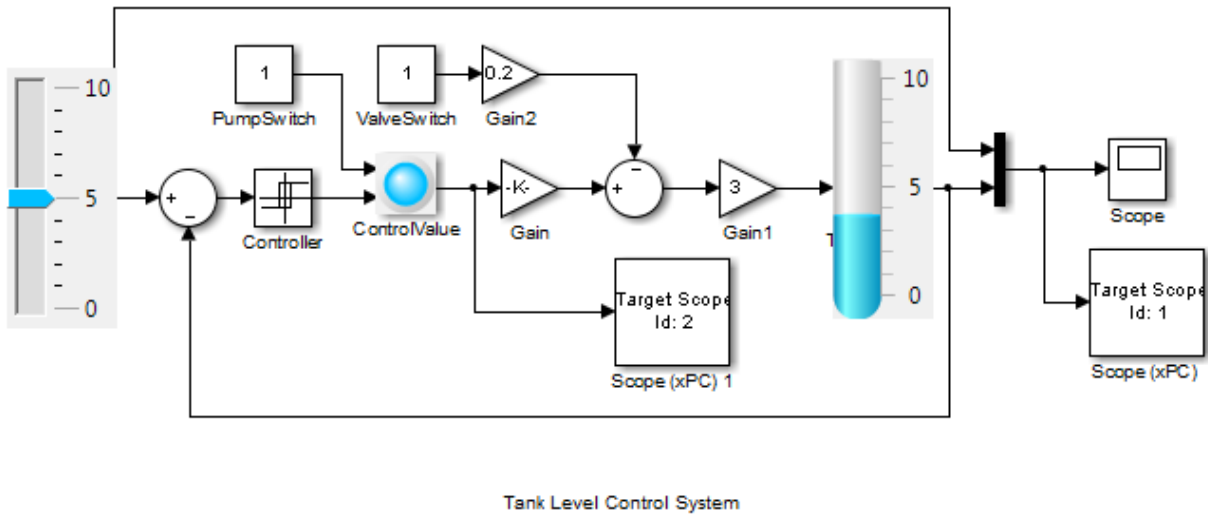 10
5
0
1
PumpSwitch
1
ValveSwitch
0.2
Gain2
+
−
Controller
ControlValue
-K-
Gain
+
−
3
Gain1
T
10
5
0
Scope
Target Scope
Id: 2
Scope (xPC) 1
Target Scope
Id: 1
Scope (xPC)
Tank Level Control System